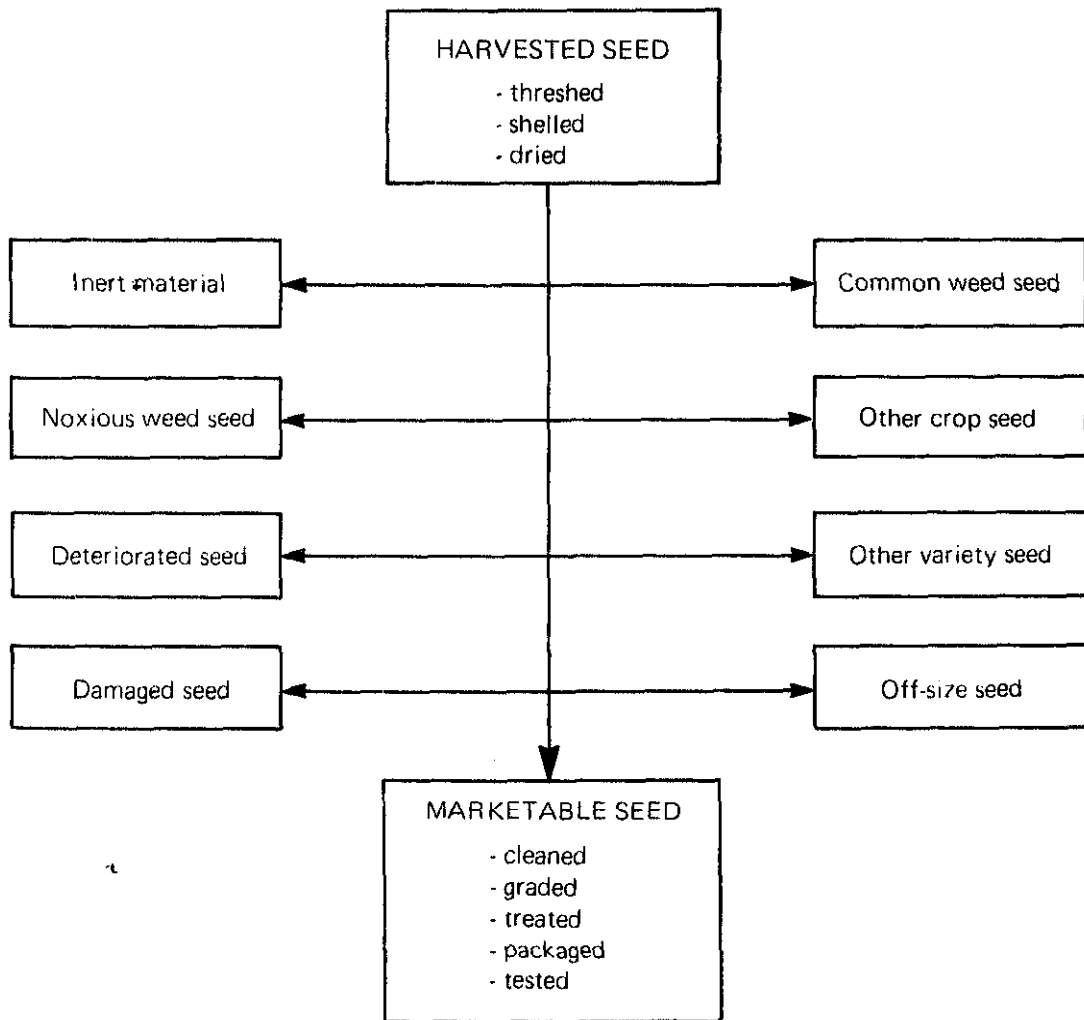 HARVESTED SEED
- threshed
- shelled
- dried
Inert material
Common weed seed
Noxious weed seed
Other crop seed
Deteriorated seed
Other variety seed
Damaged seed
Off-size seed
MARKETABLE SEED
- cleaned
- graded
- treated
- packaged
- tested